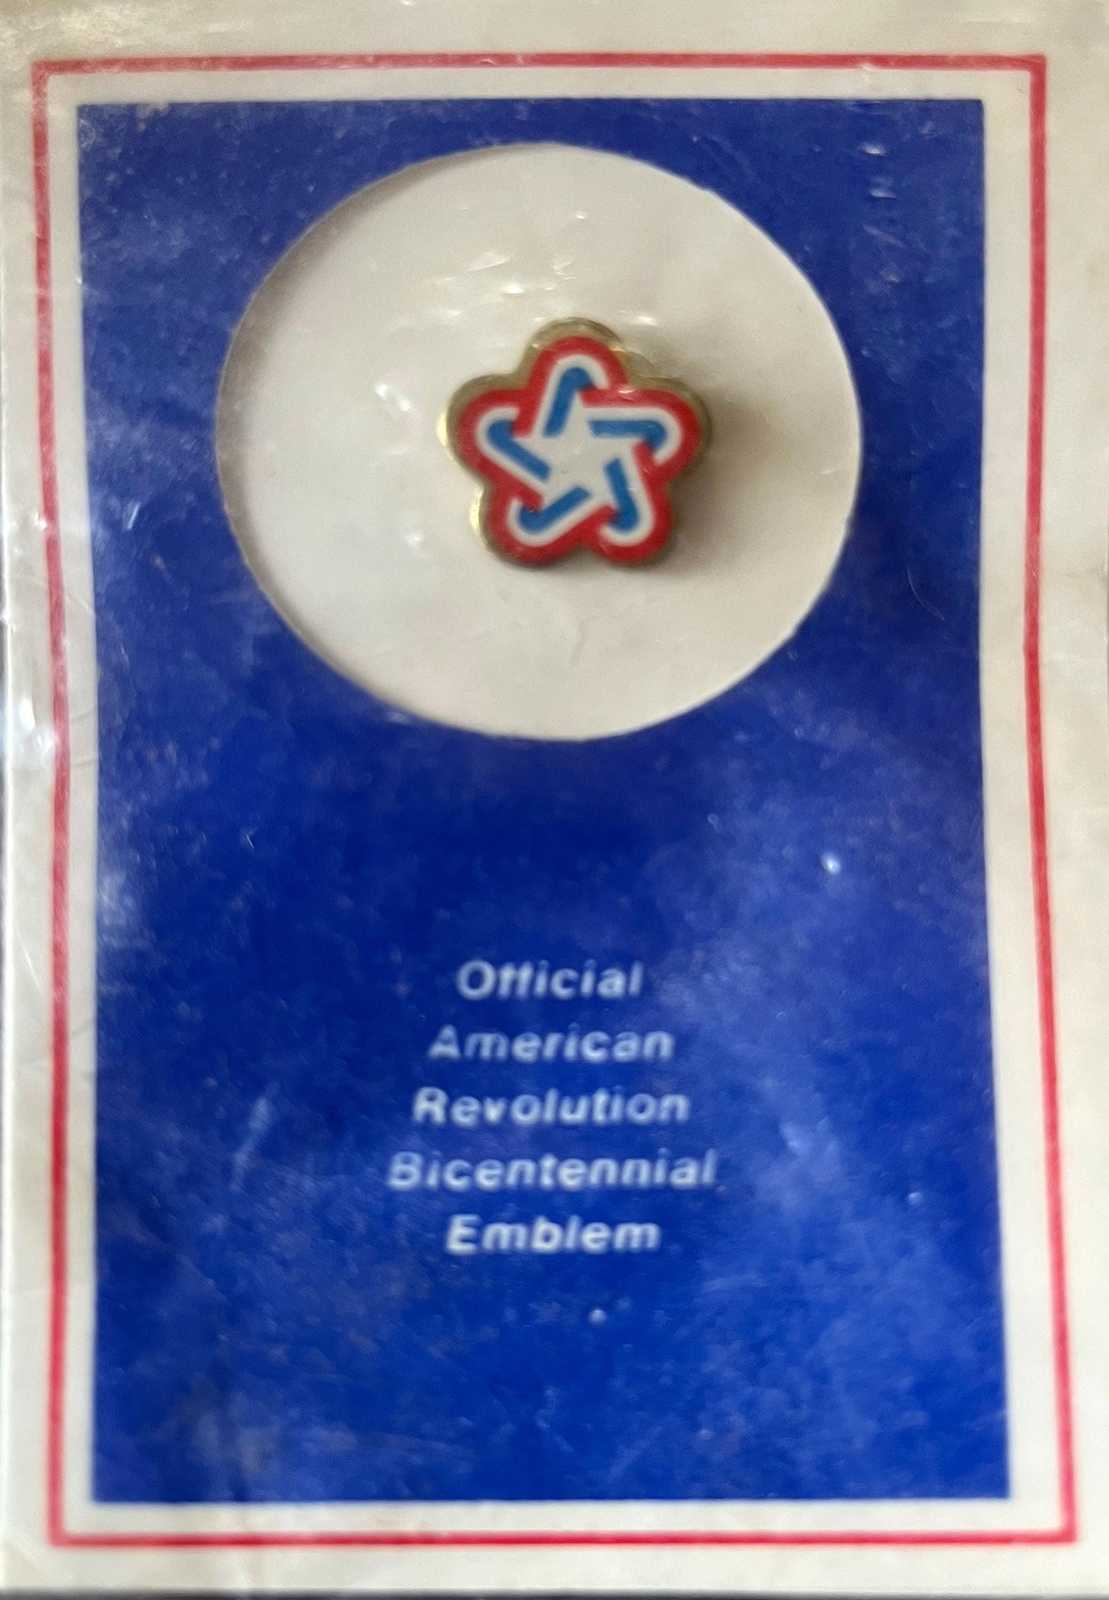 Official
American
Revolution
Bicentennial
Emblem